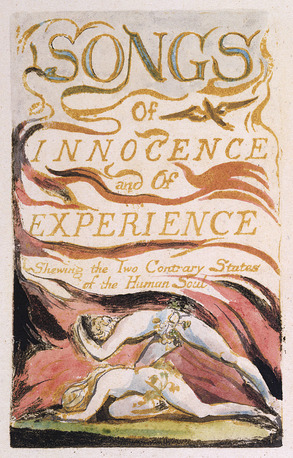 SONGS
Of
INNOCENCE
and Of
EXPERIENCE
Shewing the Two Contrary States
of the Human Soul